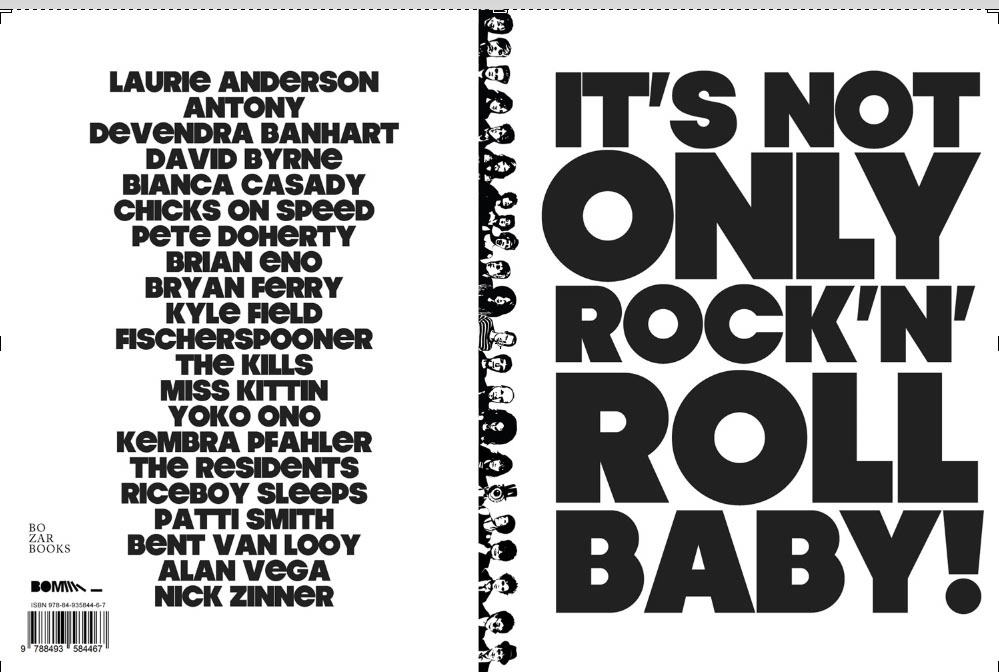 LAURIE ANDERSON
ANTONY
DEVENDRA BANHART
DAVID BYRNE
BIANCA CASADY
CHICKS ON SPEED
PETE DOHERTY
BRIAN ENO
BRYAN FERRY
KYLE FIELD
FISCHERSPOONER
THE KILLS
MISS KITTIN
YOKO ONO
KEMBRA PFAHLER
THE RESIDENTS
RICEBOY SLEEPS
PATTI SMITH
BENT VAN LOOY
ALAN VEGA
NICK ZINNER
BO
ZAR
BOOKS
ISBN 978-84-935844-6-7
9 788493 584467
IT'S NOT
ONLY
ROCK'N'
ROLL
BABY!